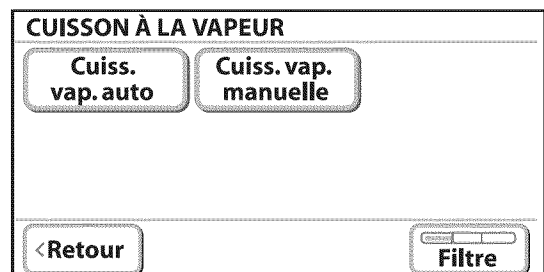 CUISSON À LA VAPEUR
Cuiss. Cuiss. vap.
vap. auto manuelle
<Retour Filtre